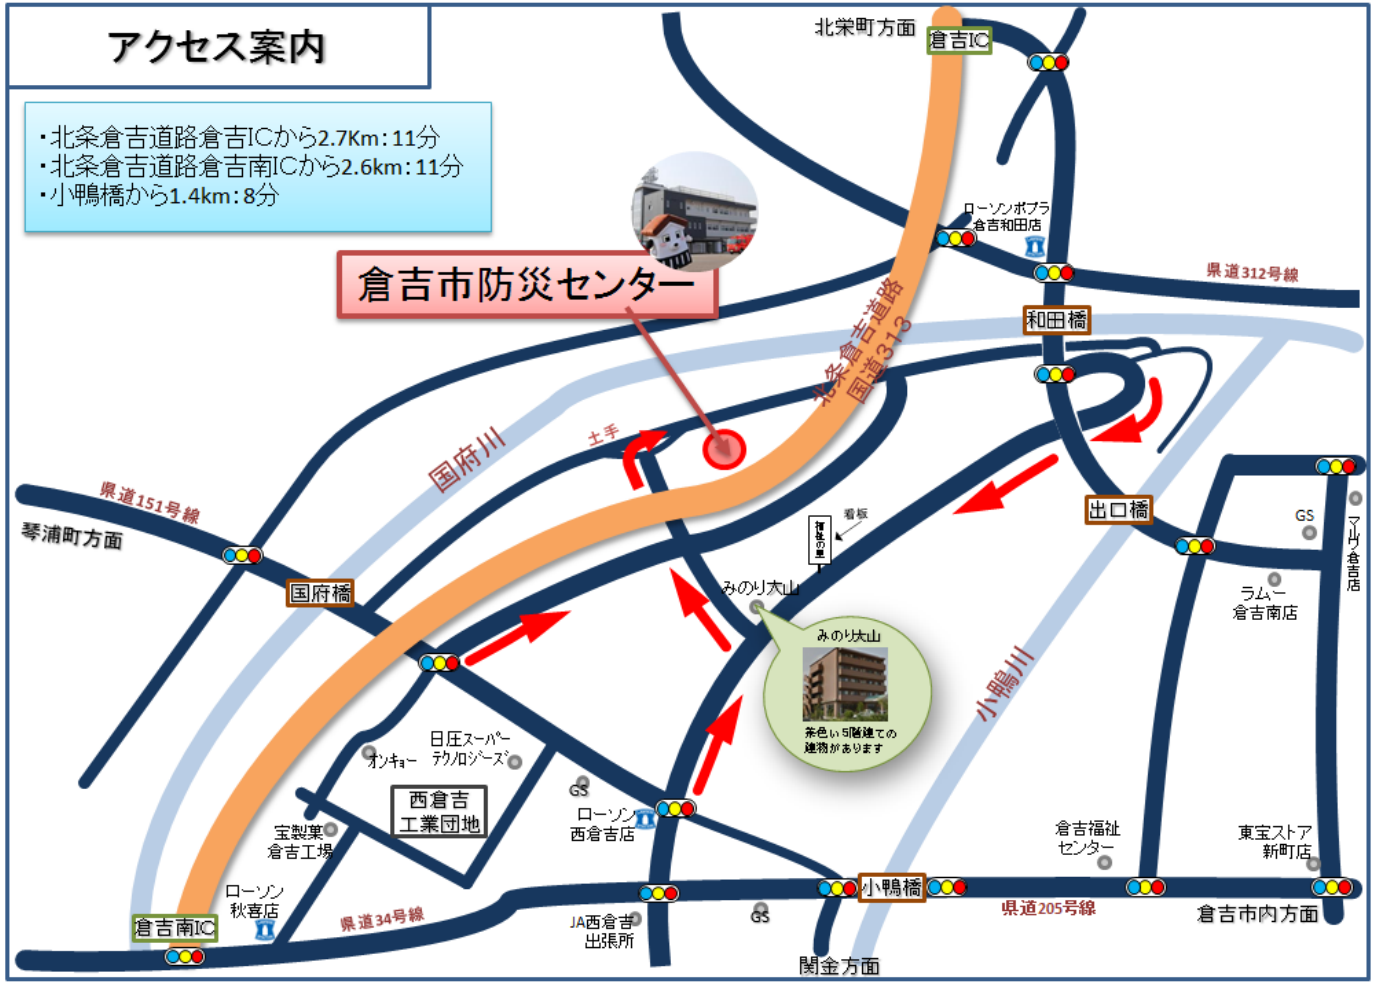 アクセス案内
・北条倉吉道路倉吉ICから2.7Km：11分
・北条倉吉道路倉吉南ICから2.6km：11分
・小鴨橋から1.4km：8分
北栄町方面
倉吉IC
ローソンポプラ
倉吉和田店
県道312号線
倉吉市防災センター
和田橋
北条倉吉道路
国道313
土手
国府川
県道151号線
琴浦町方面
国府橋
出口橋
GS
マルワ倉吉店
ラムー
倉吉南店
看板
福祉の里
みのり大山
みのり大山
茶色い5階建ての
建物があります
小鴨川
オンキョー
日圧スーパー
テクノロジーズ
西倉吉
工業団地
GS
ローソン
西倉吉店
宝製菓
倉吉工場
ローソン
秋喜店
倉吉福祉
センター
東宝ストア
新町店
倉吉南IC
県道34号線
JA西倉吉
出張所
GS
小鴨橋
県道205号線
倉吉市内方面
関金方面